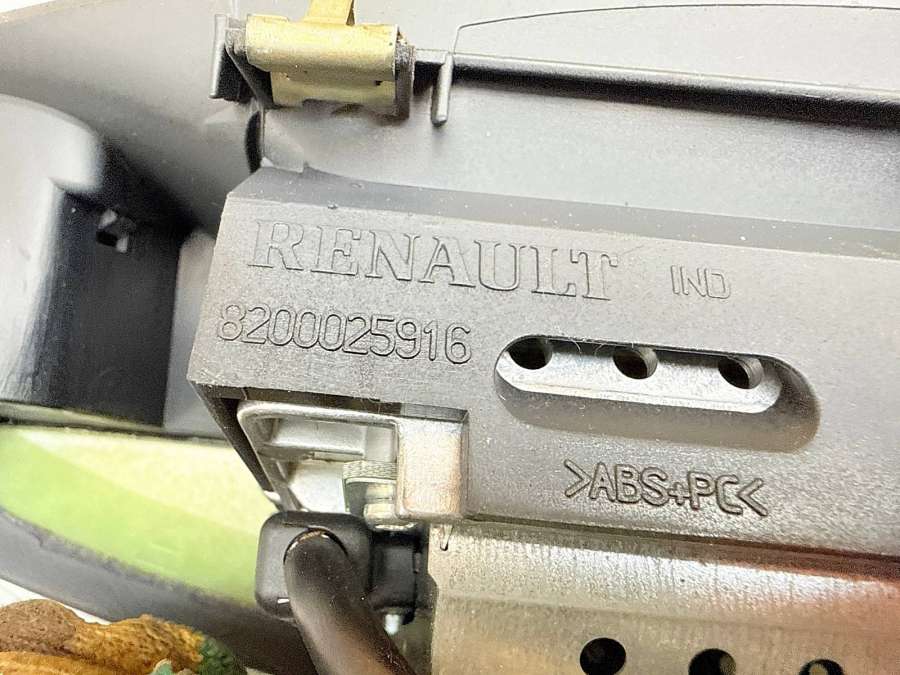 RENAULT IND
8200025916
>ABS+PC<